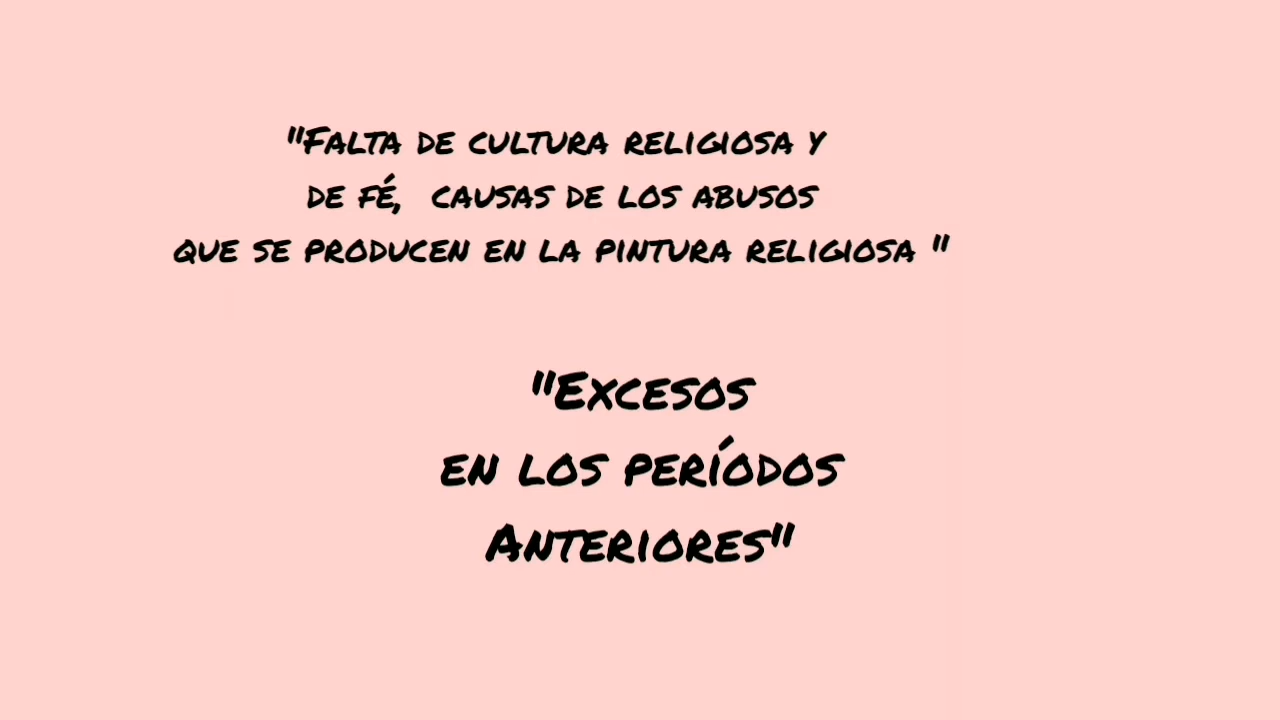 "Falta de cultura religiosa y
de fé, causas de los abusos
que se producen en la pintura religiosa "
"Excesos
en los períodos
Anteriores"